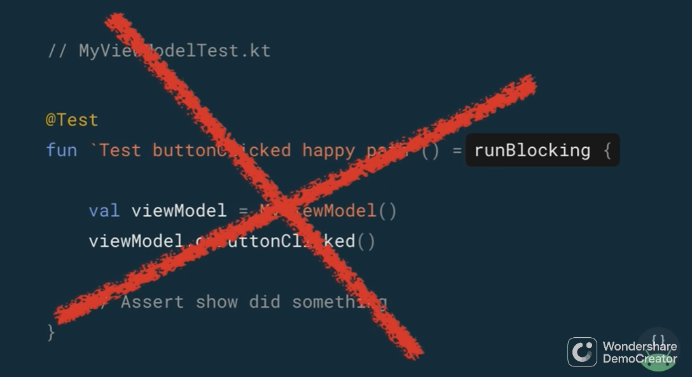 // MyViewModelTest.kt
@Test
fun `Test buttonClicked happy path`() = runBlocking {
val viewModel = MyViewModel()
viewModel.onButtonClicked()
// Assert show did something
}
{ }
Wondershare
DemoCreator